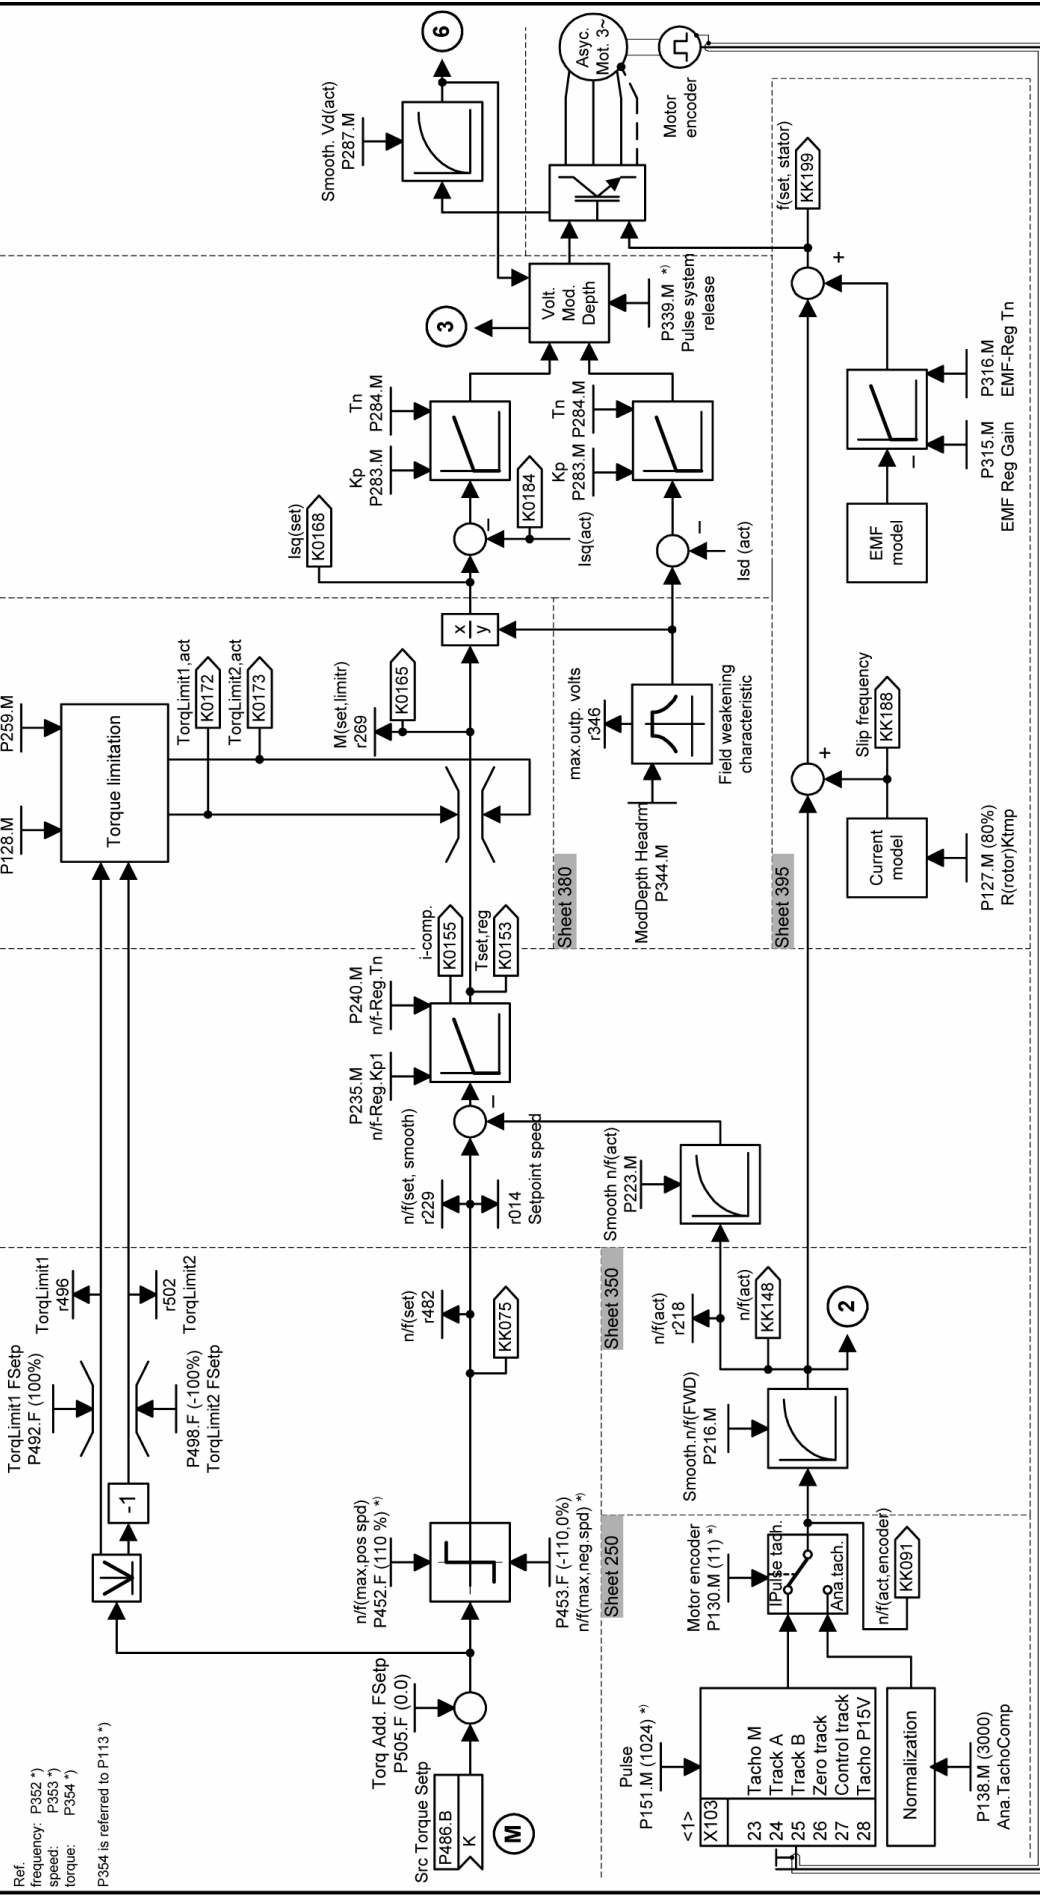 Ref.
frequency: P352 *)
speed: P353 *)
torque: P354 *)
P354 is referred to P113 *)
Src Torque Setp
P486.B
K
M
Torq Add. FSetp
P505.F (0.0)
-1
TorqLimit1 FSetp
P492.F (100%)
P498.F (-100%)
TorqLimit2 FSetp
TorqLimit1
r496
r502
TorqLimit2
P128.M
P259.M
Torque limitation
TorqLimit1,act
K0172
TorqLimit2,act
K0173
n/f(max,pos spd)
P452.F (110 %) *)
P453.F (-110,0%)
n/f(max,neg.spd) *)
n/f(set)
r482
KK075
n/f(set, smooth)
r229
r014
Setpoint speed
P235.M
n/f-Reg.Kp1
P240.M
n/f-Reg.Tn
–
i-comp.
K0155
Tset,reg
K0153
M(set,limitr)
r269
K0165
x
y
Isq(set)
K0168
–
K0184
Isq(act)
Kp
P283.M
Tn
P284.M
Kp
P283.M
Tn
P284.M
3
Volt.
Mod.
Depth
P339.M *)
Pulse system
release
Smooth. Vd(act)
P287.M
6
Asyc.
Mot. 3~
Motor
encoder
Sheet 380
ModDepth Headrm
P344.M
max.outp. volts
r346
Field weakening
characteristic
–
Isd (act)
Sheet 250
Pulse
P151.M (1024) *)
<1>
X103
23 Tacho M
24 Track A
25 Track B
26 Zero track
27 Control track
28 Tacho P15V
Normalization
P138.M (3000)
Ana.TachoComp
Motor encoder
P130.M (11) *)
IPulse tach.
Ana.tach.
n/f(act,encoder)
KK091
Sheet 350
Smooth.n/f(FWD)
P216.M
n/f(act)
r218
n/f(act)
KK148
2
Smooth n/f(act)
P223.M
Sheet 395
Current
model
P127.M (80%)
R(rotor)Ktmp
Slip frequency
KK188
+
EMF
model
–
P315.M
EMF Reg Gain
P316.M
EMF-Reg Tn
+
f(set, stator)
KK199